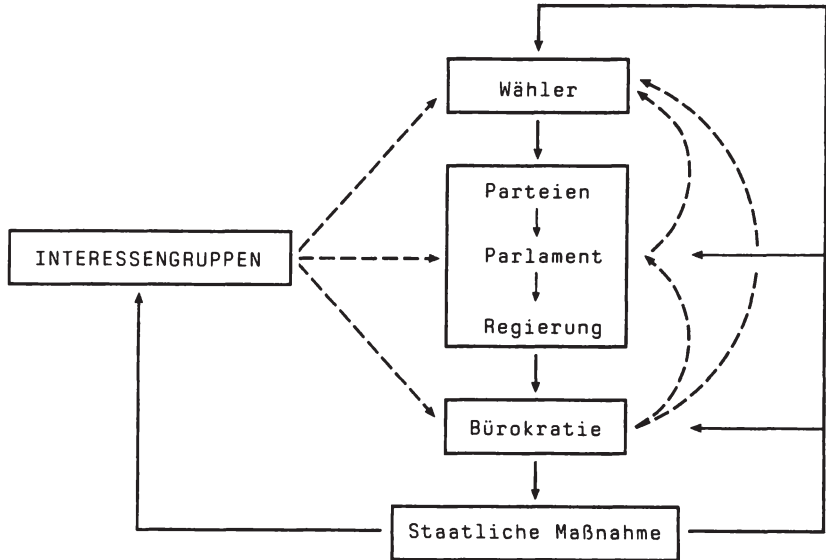 Wähler
Parteien
INTERESSENGRUPPEN
Parlament
Regierung
Bürokratie
Staatliche Maßnahme